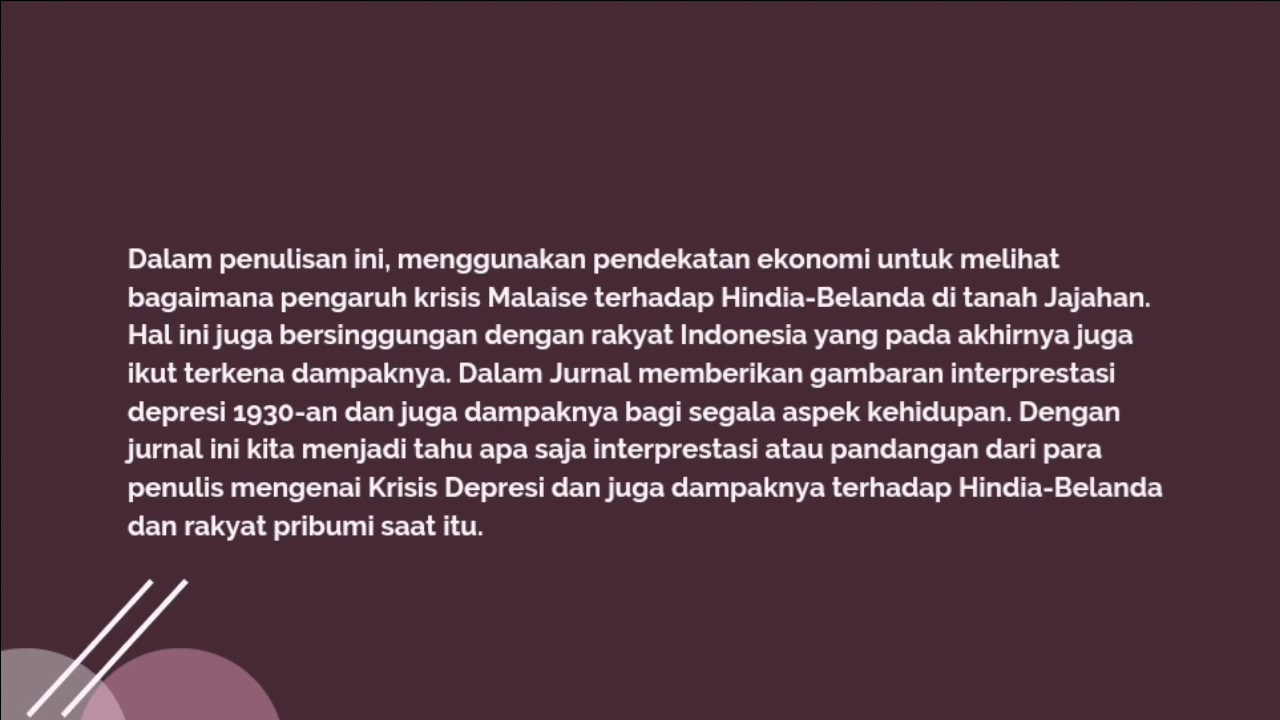 Dalam penulisan ini, menggunakan pendekatan ekonomi untuk melihat
bagaimana pengaruh krisis Malaise terhadap Hindia-Belanda di tanah Jajahan.
Hal ini juga bersinggungan dengan rakyat Indonesia yang pada akhirnya juga
ikut terkena dampaknya. Dalam Jurnal memberikan gambaran interprestasi
depresi 1930-an dan juga dampaknya bagi segala aspek kehidupan. Dengan
jurnal ini kita menjadi tahu apa saja interprestasi atau pandangan dari para
penulis mengenai Krisis Depresi dan juga dampaknya terhadap Hindia-Belanda
dan rakyat pribumi saat itu.